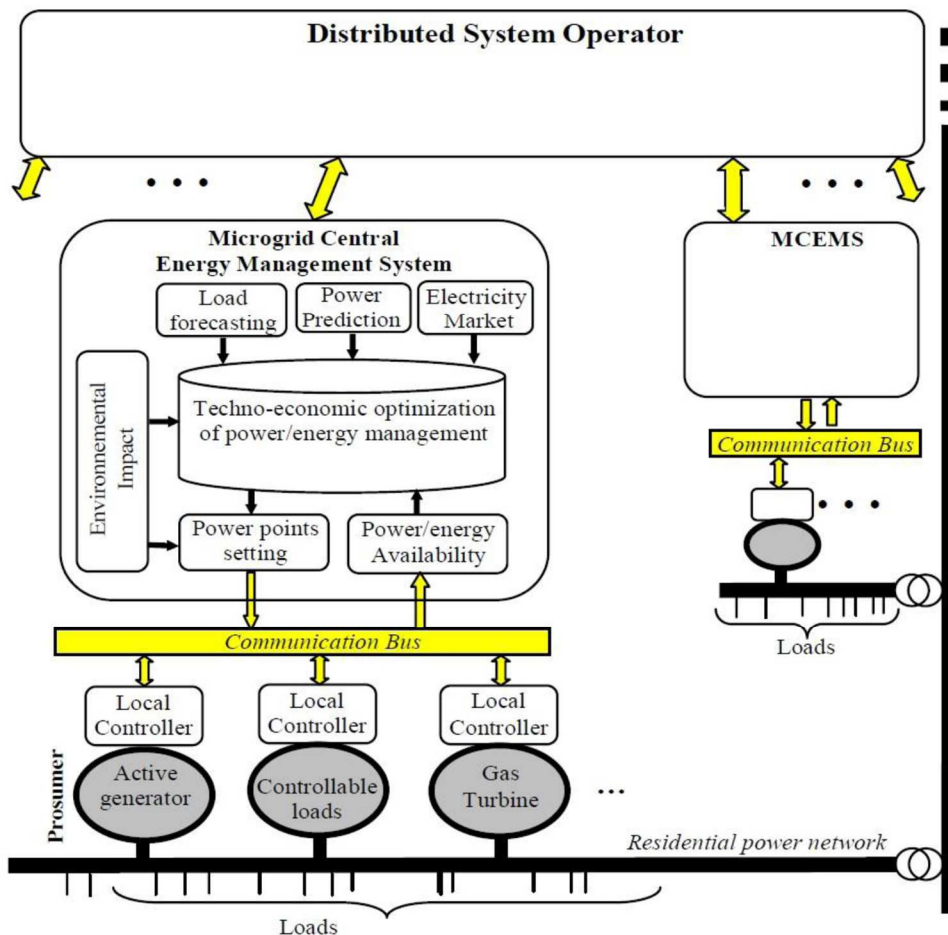 Distributed System Operator
Microgrid Central
Energy Management System
MCEMS
Load
forecasting
Power
Prediction
Electricity
Market
Environnemental
Impact
Techno-economic optimization
of power/energy management
Power points
setting
Power/energy
Availability
Communication Bus
Loads
Communication Bus
Local
Controller
Local
Controller
Local
Controller
Prosumer
Active
generator
Controllable
loads
Gas
Turbine
...
Residential power network
Loads